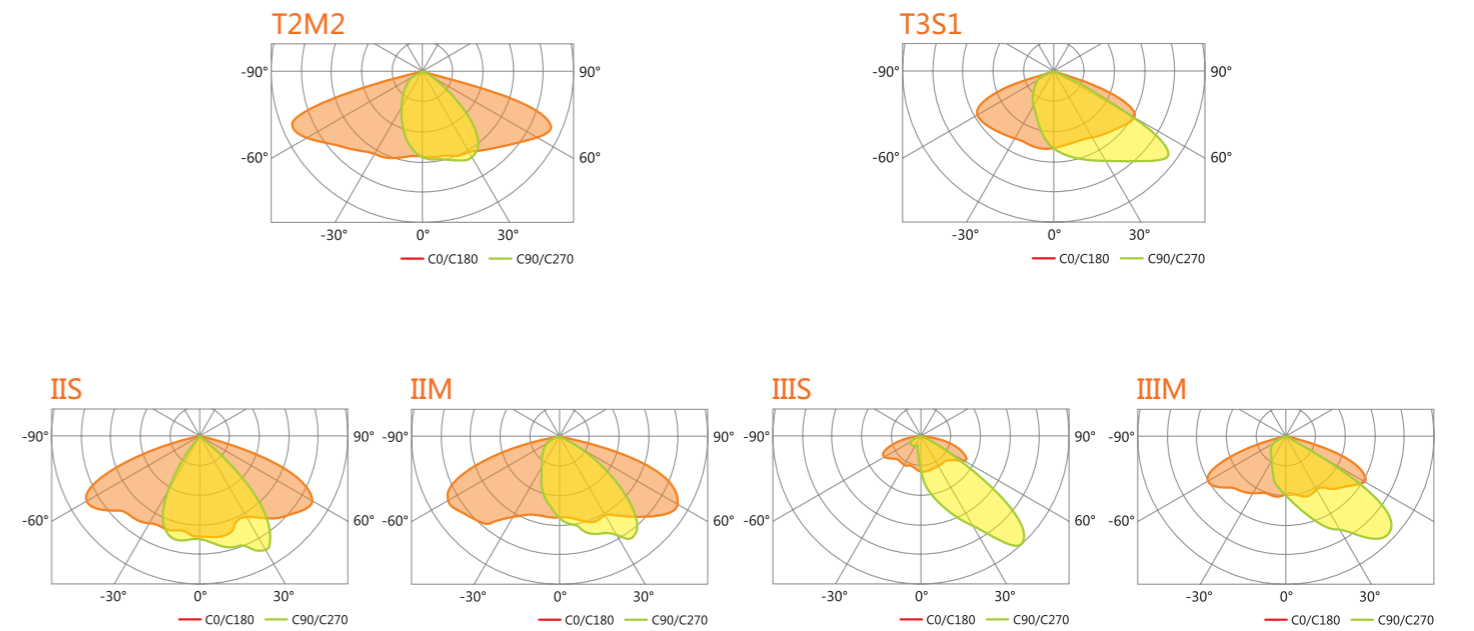 T2M2 T3S1
-90° 90° -90° 90°
-60° 60° -60° 60°
-30° 0° 30° -30° 0° 30°
C0/C180 C90/C270 C0/C180 C90/C270
IIS IIM IIIS IIIM
-90° 90° -90° 90° -90° 90° -90°
-60° 60° -60° 60° -60° 60° -60°
-30° 0° 30° -30° 0° 30° -30° 0° 30° -30° 0° 30°
C0/C180 C90/C270 C0/C180 C90/C270 C0/C180 C90/C270 C0/C180 C90/C270